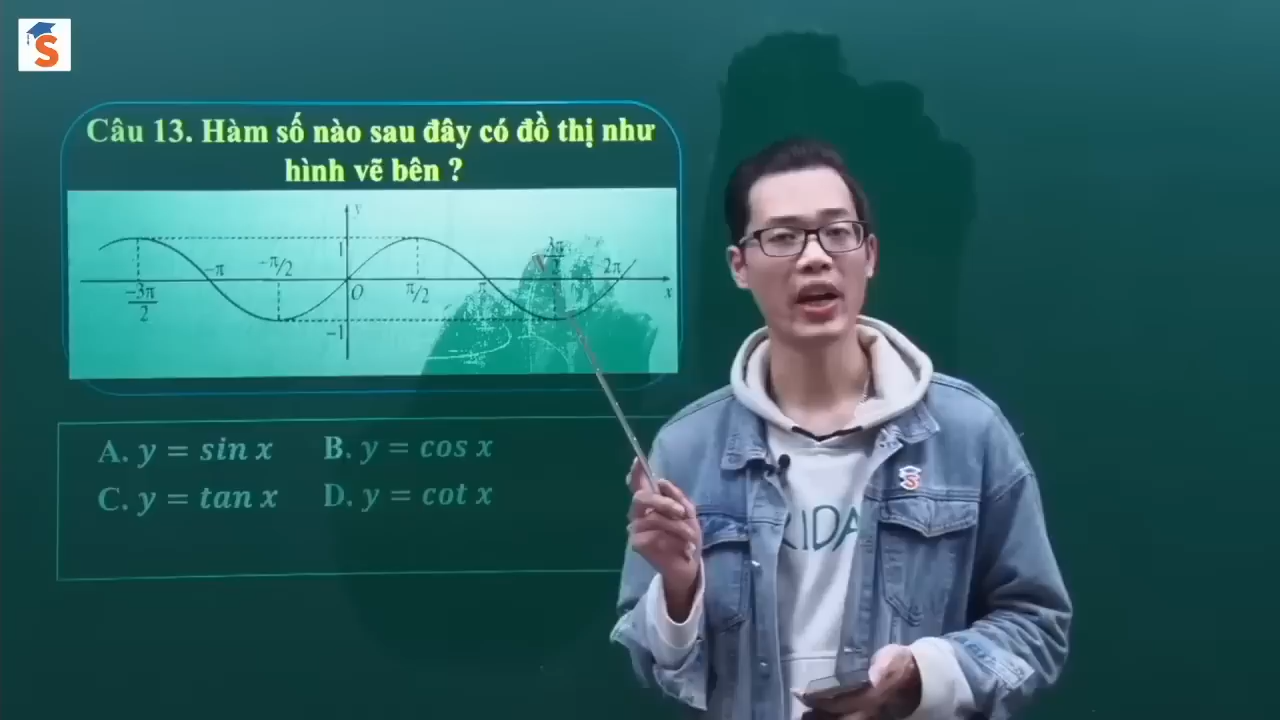 S
Câu 13. Hàm số nào sau đây có đồ thị như
hình vẽ bên ?
y
1
3π/2
-π
-π/2
2π
O
π/2
π
x
-3π/2
-1
A. y = sin x
B. y = cos x
C. y = tan x
D. y = cot x
S